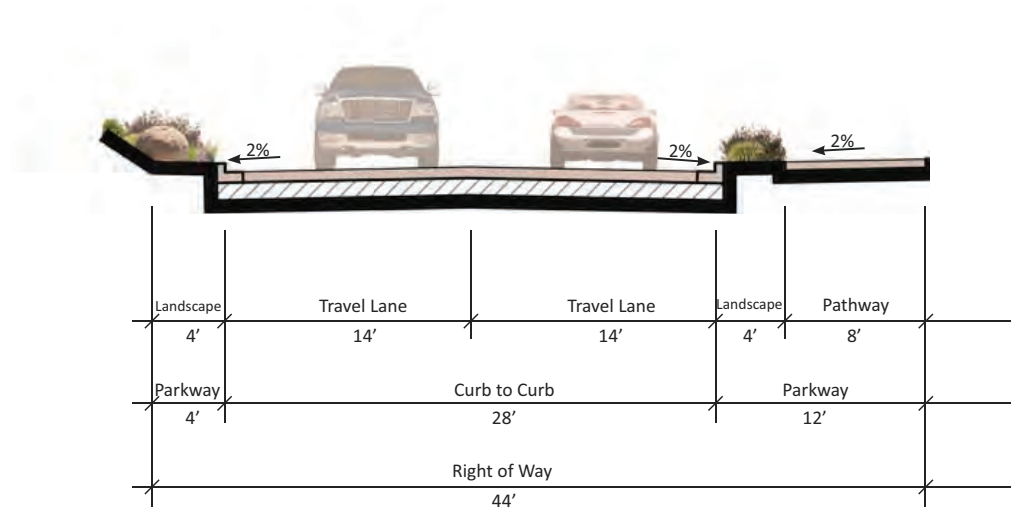 2% 2% 2%
Landscape Travel Lane Travel Lane Landscape Pathway
4’ 14’ 14’ 4’ 8’
Parkway Curb to Curb Parkway
4’ 28’ 12’
Right of Way
44’